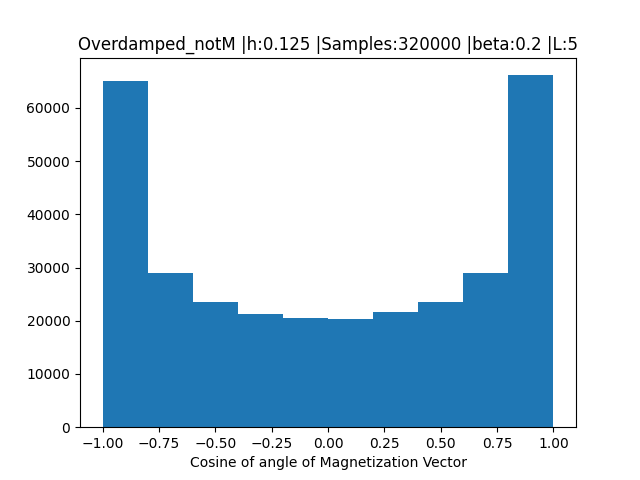 Overdamped_notM |h:0.125 |Samples:320000 |beta:0.2 |L:5
60000
50000
40000
30000
20000
10000
0
−1.00 −0.75 −0.50 −0.25 0.00 0.25 0.50 0.75 1.00
Cosine of angle of Magnetization Vector